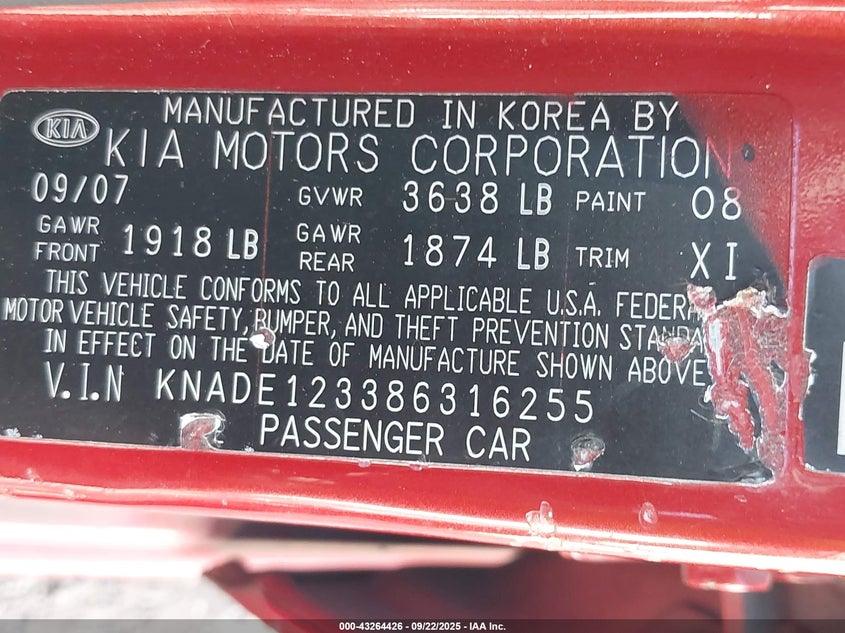 MANUFACTURED IN KOREA BY
KIA KIA MOTORS CORPORATION
09/07 GVWR 3638 LB PAINT 08
GAWR FRONT 1918 LB GAWR REAR 1874 LB TRIM XI
THIS VEHICLE CONFORMS TO ALL APPLICABLE U.S.A. FEDERA
MOTOR VEHICLE SAFETY, BUMPER, AND THEFT PREVENTION STANDA
IN EFFECT ON THE DATE OF MANUFACTURE SHOWN ABOVE
V.I.N KNADE123386316255
PASSENGER CAR
000-43264426 - 09/22/2025 - IAA Inc.